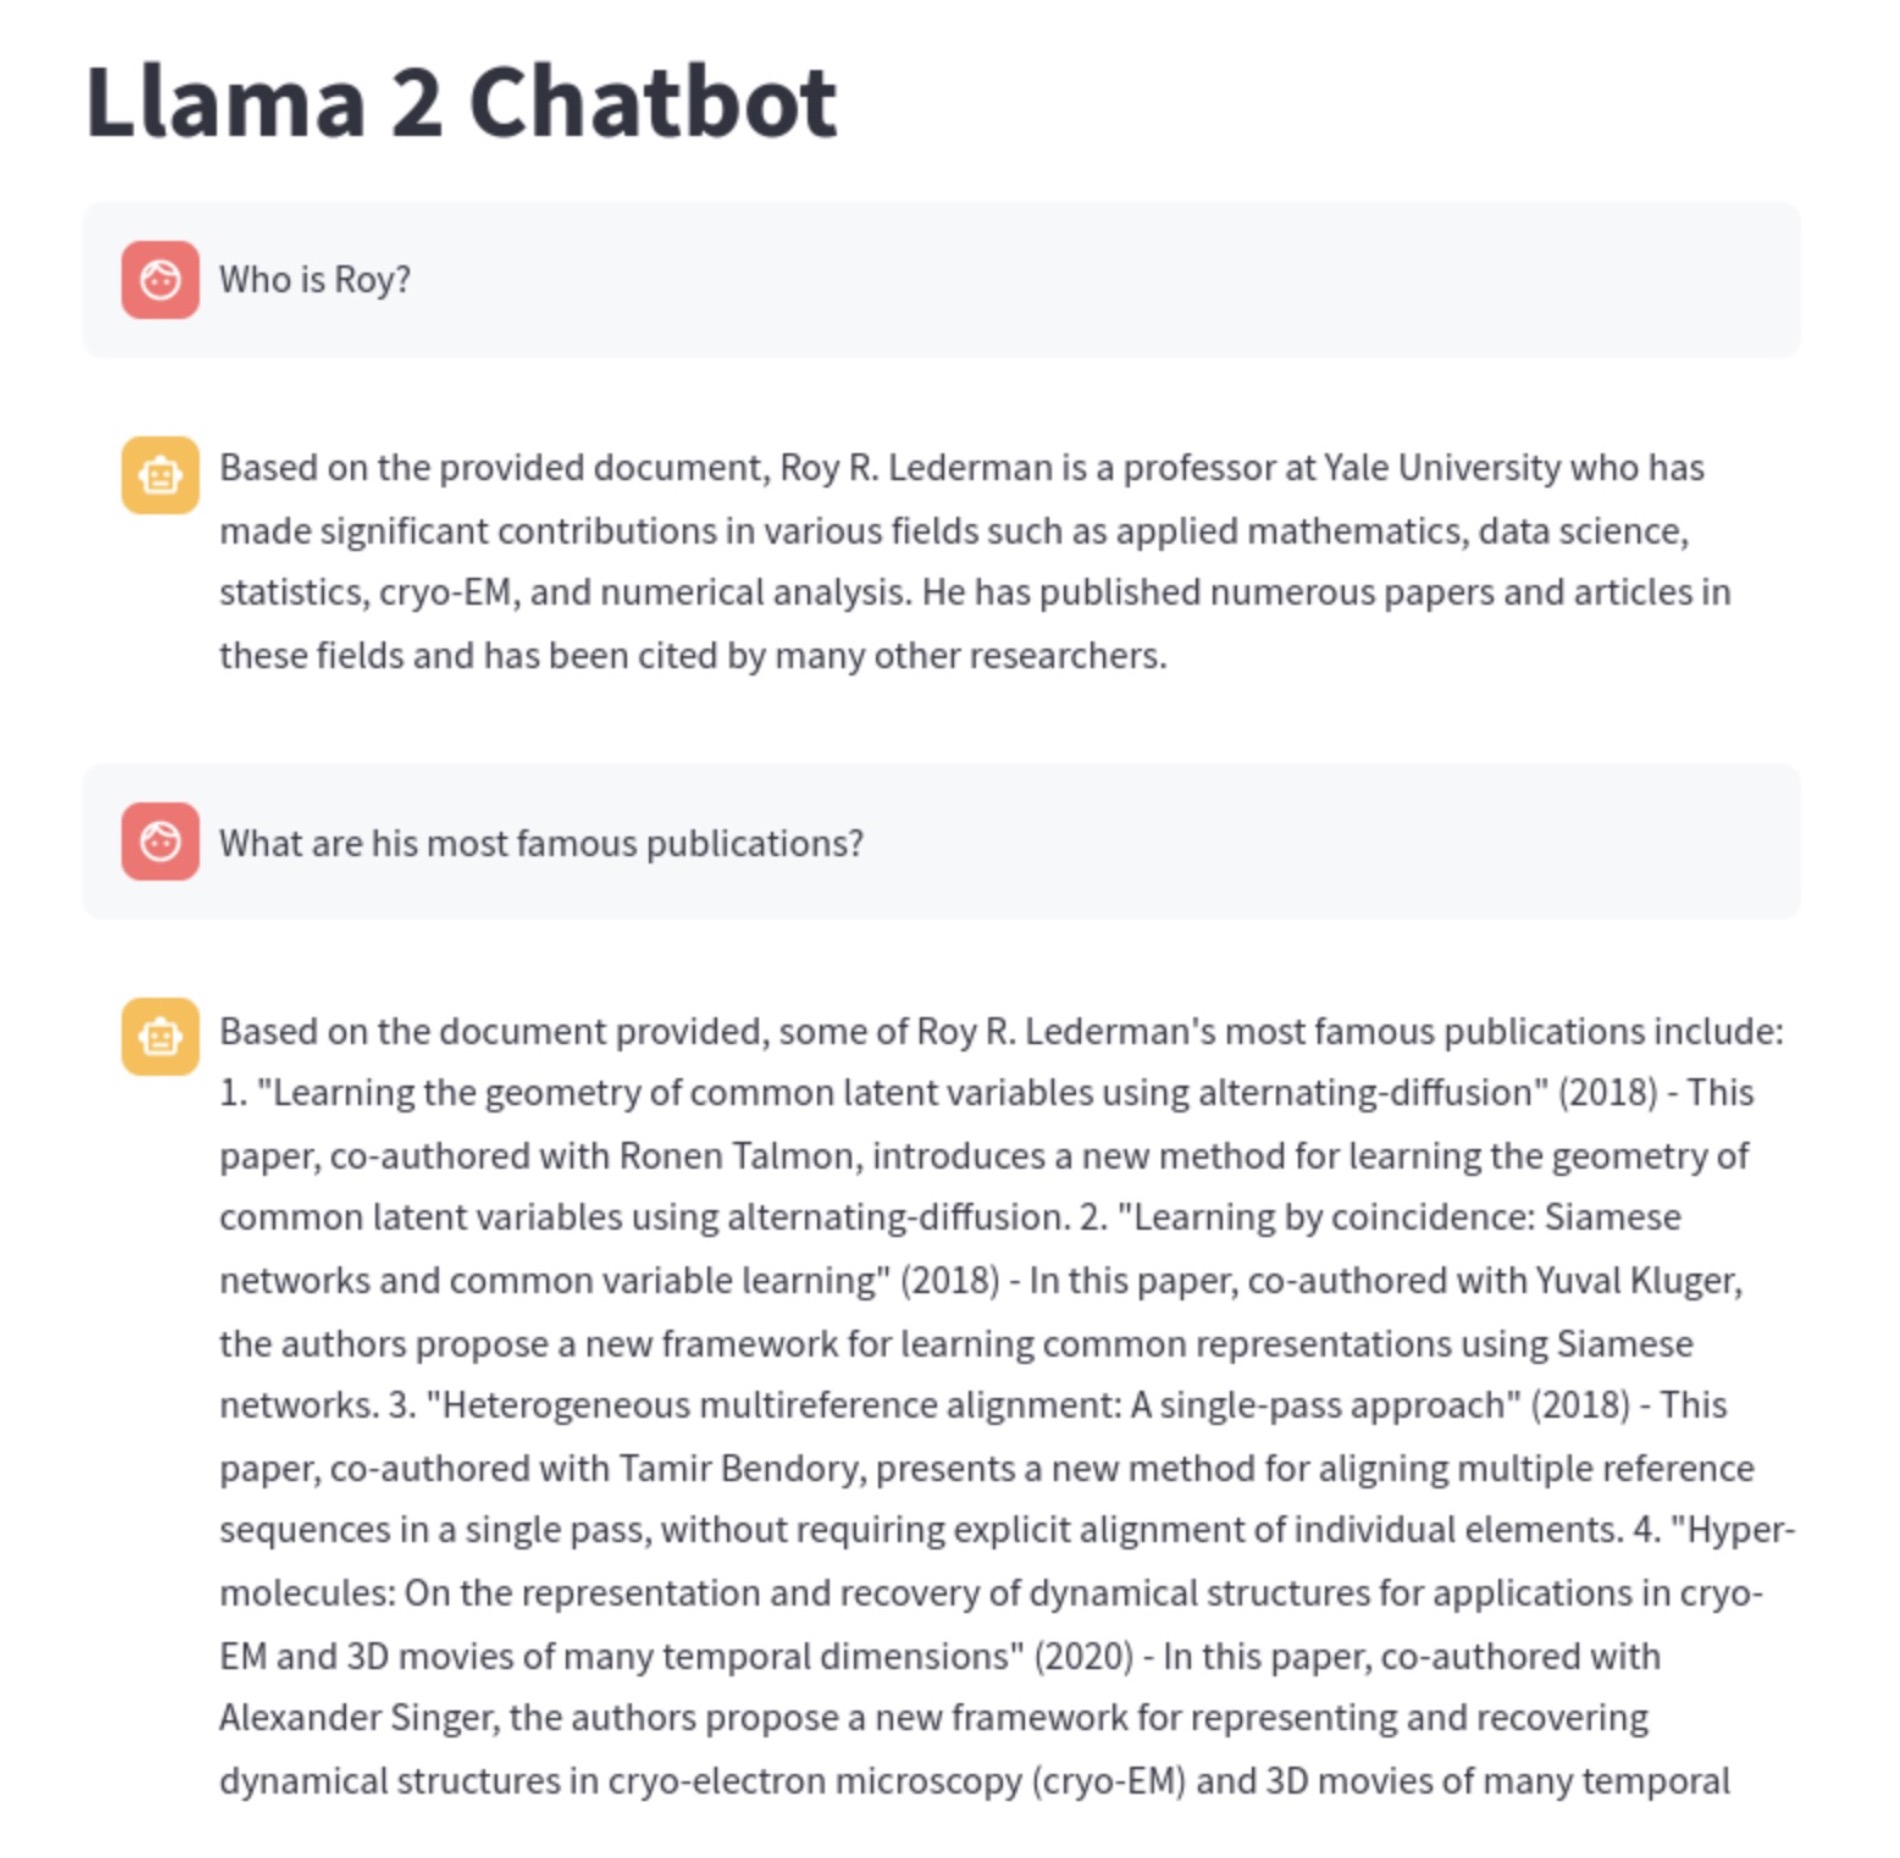 Llama 2 Chatbot
Who is Roy?
Based on the provided document, Roy R. Lederman is a professor at Yale University who has
made significant contributions in various fields such as applied mathematics, data science,
statistics, cryo-EM, and numerical analysis. He has published numerous papers and articles in
these fields and has been cited by many other researchers.
What are his most famous publications?
Based on the document provided, some of Roy R. Lederman's most famous publications include:
1. "Learning the geometry of common latent variables using alternating-diffusion" (2018) - This
paper, co-authored with Ronen Talmon, introduces a new method for learning the geometry of
common latent variables using alternating-diffusion. 2. "Learning by coincidence: Siamese
networks and common variable learning" (2018) - In this paper, co-authored with Yuval Kluger,
the authors propose a new framework for learning common representations using Siamese
networks. 3. "Heterogeneous multireference alignment: A single-pass approach" (2018) - This
paper, co-authored with Tamir Bendory, presents a new method for aligning multiple reference
sequences in a single pass, without requiring explicit alignment of individual elements. 4. "Hyper-
molecules: On the representation and recovery of dynamical structures for applications in cryo-
EM and 3D movies of many temporal dimensions" (2020) - In this paper, co-authored with
Alexander Singer, the authors propose a new framework for representing and recovering
dynamical structures in cryo-electron microscopy (cryo-EM) and 3D movies of many temporal